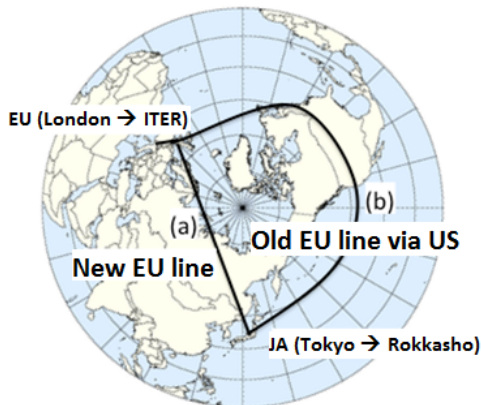 EU (London → ITER)
(a)
(b)
Old EU line via US
New EU line
JA (Tokyo → Rokkasho)